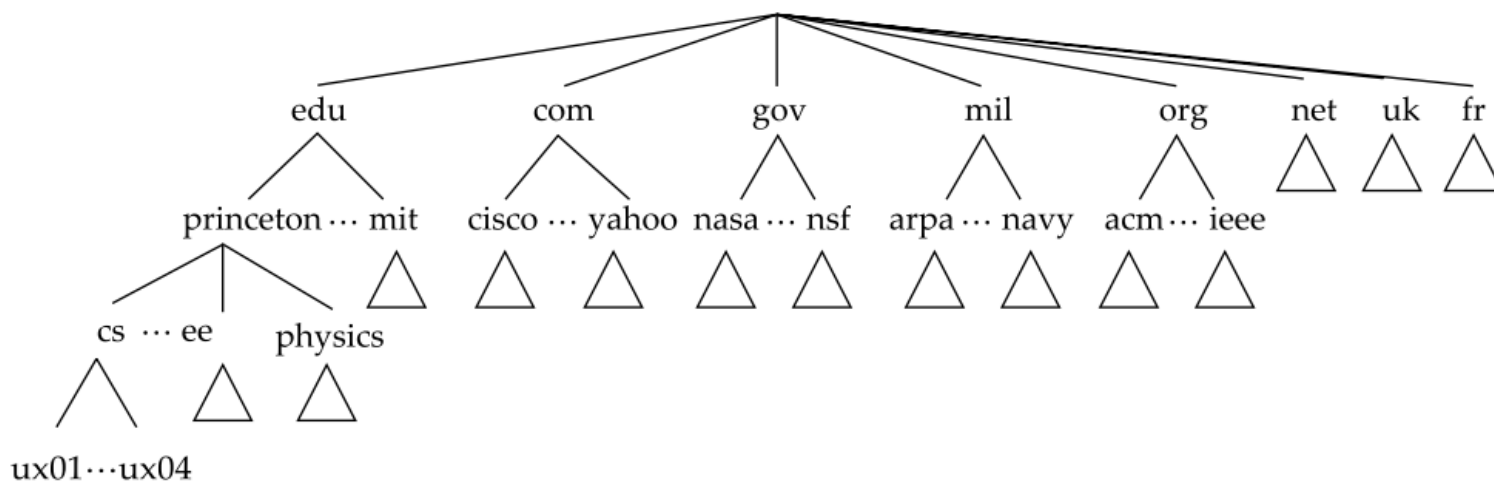 edu com gov mil org net uk fr
princeton ··· mit cisco ··· yahoo nasa ··· nsf arpa ··· navy acm ··· ieee
cs ··· ee physics
ux01 ··· ux04